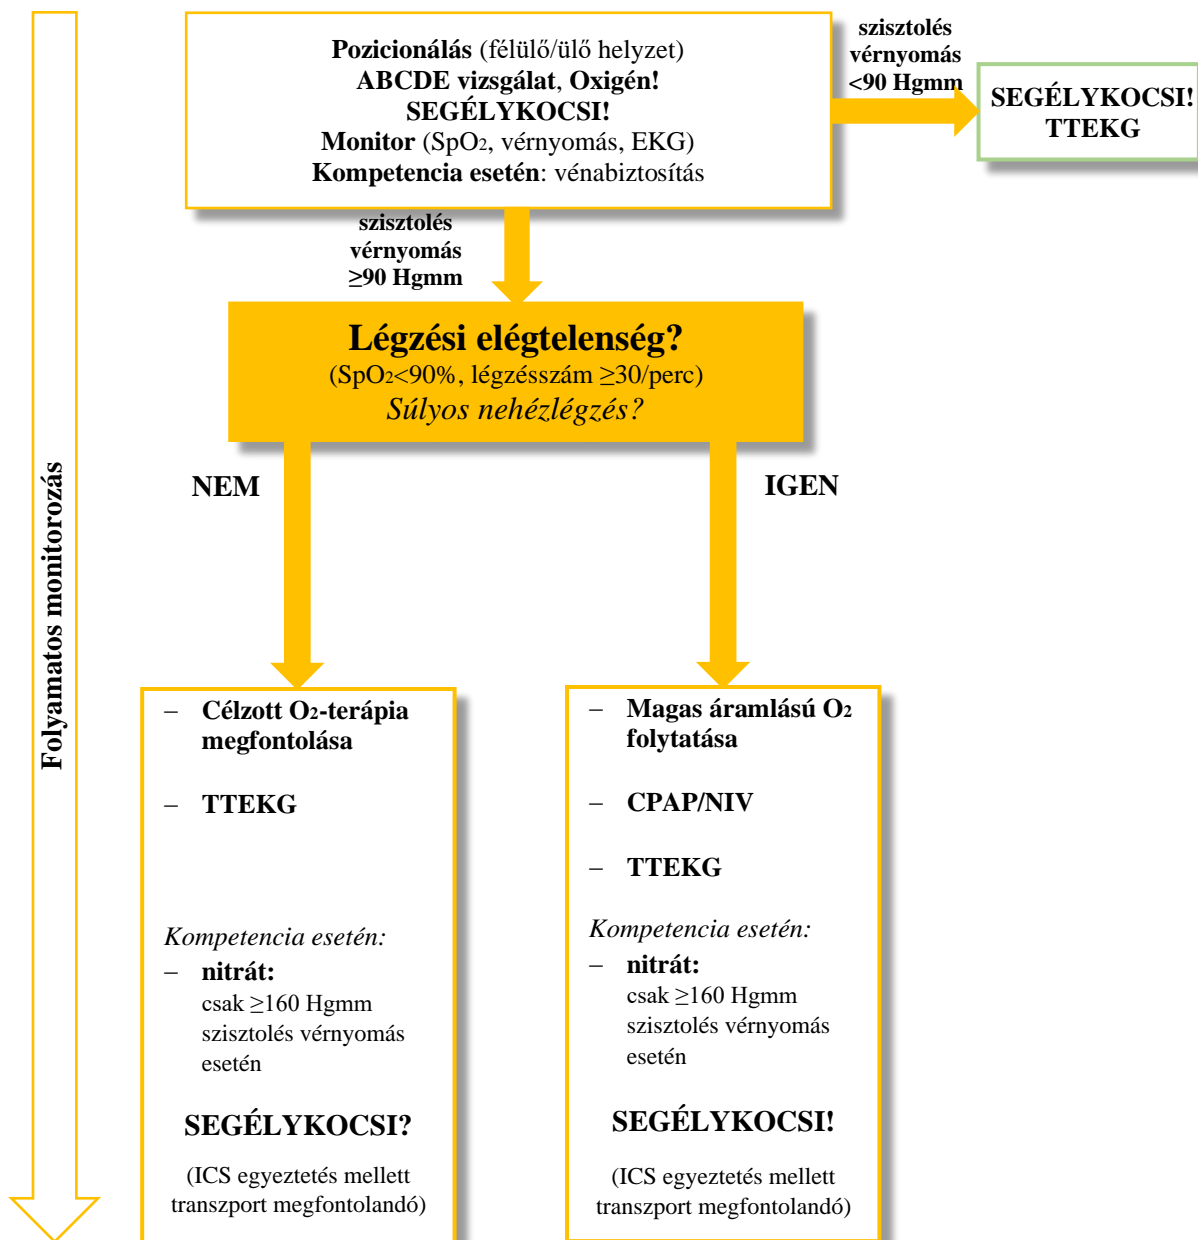 Pozicionálás (félülő/ülő helyzet)
ABCDE vizsgálat, Oxigén!
SEGÉLYKOCSI!
Monitor (SpO₂, vérnyomás, EKG)
Kompetencia esetén: vénabiztosítás
szisztolés
vérnyomás
<90 Hgmm
SEGÉLYKOCSI!
TTEKG
szisztolés
vérnyomás
≥90 Hgmm
Légzési elégtelenség?
(SpO₂<90%, légzésszám ≥30/perc)
Súlyos nehézlégzés?
NEM
IGEN
Folyamatos monitorozás
– Célzott O₂-terápia
megfontolása
– TTEKG
Kompetencia esetén:
– nitrát:
csak ≥160 Hgmm
szisztolés vérnyomás
esetén
SEGÉLYKOCSI?
(ICS egyeztetés mellett
transzport megfontolandó)
– Magas áramlású O₂
folytatása
– CPAP/NIV
– TTEKG
Kompetencia esetén:
– nitrát:
csak ≥160 Hgmm
szisztolés vérnyomás
esetén
SEGÉLYKOCSI!
(ICS egyeztetés mellett
transzport megfontolandó)